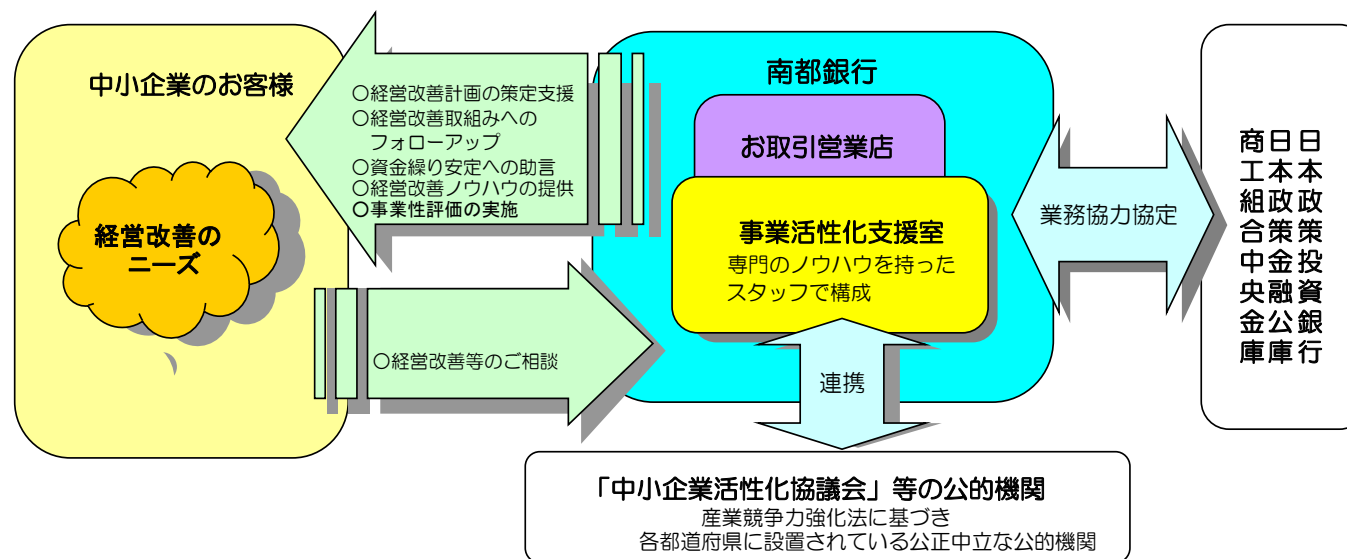 中小企業のお客様
経営改善の
ニーズ
〇経営改善計画の策定支援
〇経営改善取組みへの
フォローアップ
〇資金繰り安定への助言
〇経営改善ノウハウの提供
〇事業性評価の実施
〇経営改善等のご相談
南都銀行
お取引営業店
事業活性化支援室
専門のノウハウを持った
スタッフで構成
業務協力協定
日本政策投資銀行
日本政策金融公庫
商工組合中央金庫
連携
「中小企業活性化協議会」等の公的機関
産業競争力強化法に基づき
各都道府県に設置されている公正中立な公的機関